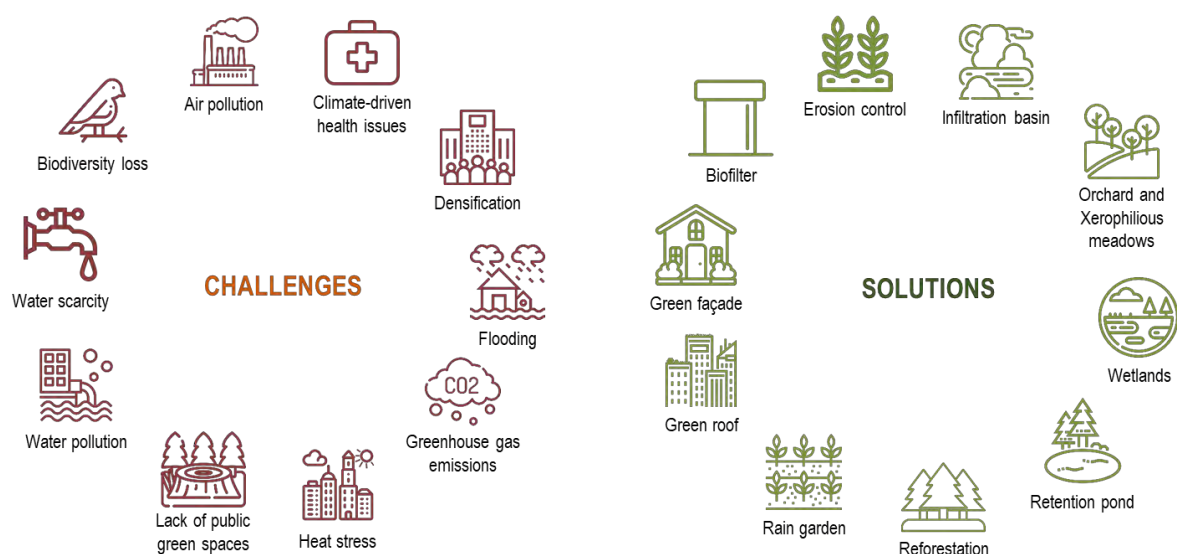 CHALLENGES
Air pollution
Climate-driven
health issues
Densification
Flooding
CO2
Greenhouse gas
emissions
Heat stress
Lack of public
green spaces
Water pollution
Water scarcity
Biodiversity loss
SOLUTIONS
Erosion control
Infiltration basin
Orchard and
Xerophilious
meadows
Wetlands
Retention pond
Reforestation
Rain garden
Green roof
Green façade
Biofilter